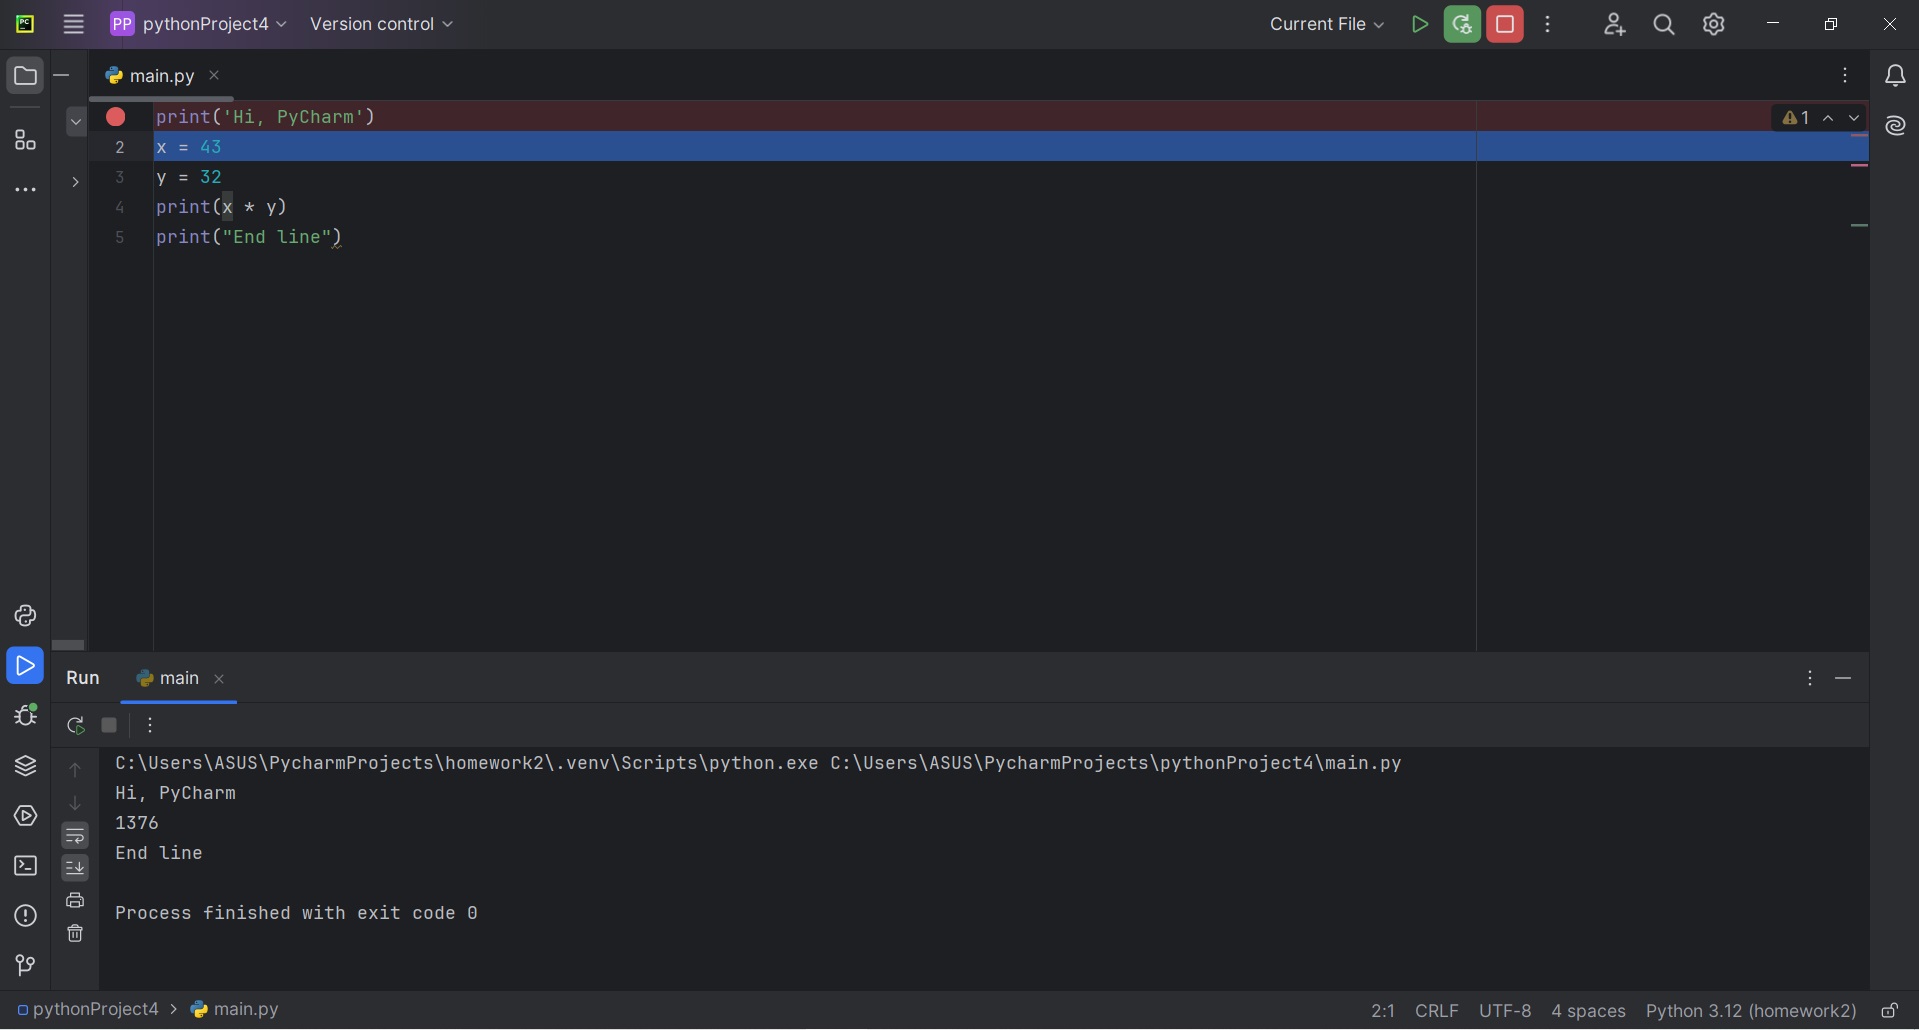 PC
PP pythonProject4 Version control Current File
main.py
print('Hi, PyCharm')
1
2 x = 43
3 y = 32
4 print(x * y)
5 print("End line")
Run main
C:\Users\ASUS\PycharmProjects\homework2\.venv\Scripts\python.exe C:\Users\ASUS\PycharmProjects\pythonProject4\main.py
Hi, PyCharm
1376
End line
Process finished with exit code 0
pythonProject4 > main.py 2:1 CRLF UTF-8 4 spaces Python 3.12 (homework2)